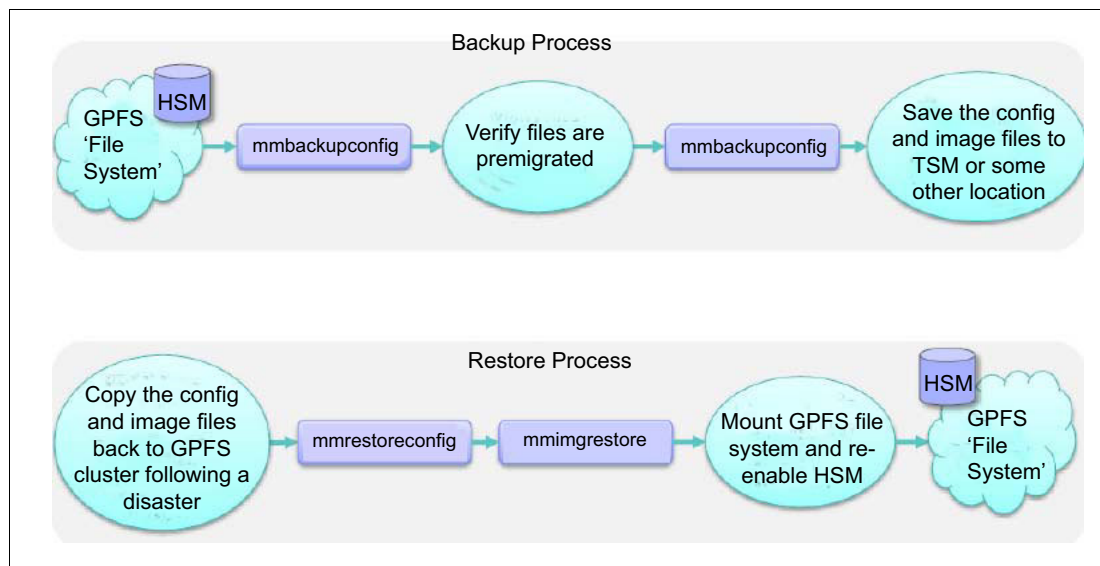 Backup Process
HSM
GPFS
'File
System'
mmbackupconfig
Verify files are
premigrated
mmbackupconfig
Save the config
and image files to
TSM or some
other location
Restore Process
Copy the config
and image files
back to GPFS
cluster following a
disaster
mmrestoreconfig
mmimgrestore
Mount GPFS file
system and re-
enable HSM
HSM
GPFS
'File
System'